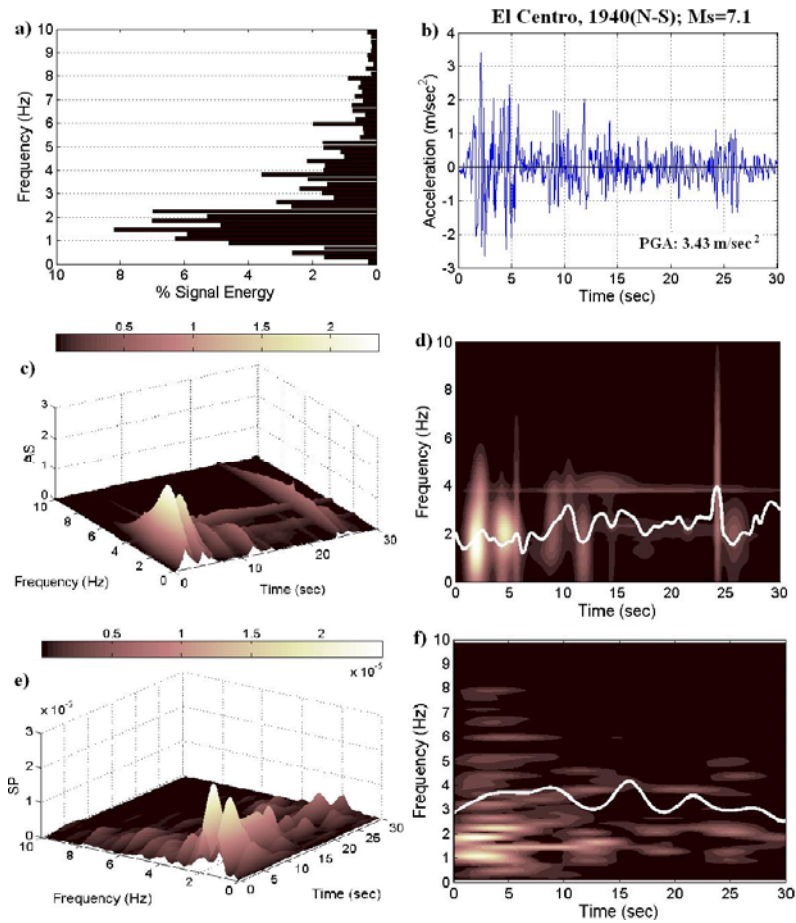 El Centro, 1940(N-S); Ms=7.1
a)
10
9
8
7
6
5
4
3
2
1
0
Frequency (Hz)
10 8 6 4 2 0
% Signal Energy
b)
4
3
2
1
0
-1
-2
-3
Acceleration (m/sec²)
PGA: 3.43 m/sec²
0 5 10 15 20 25 30
Time (sec)
0.5 1 1.5 2
c)
3
2
1
0
AS
10 8 6 4 2 0
Frequency (Hz)
0 10 20 30
Time (sec)
d)
10
8
6
4
2
0
Frequency (Hz)
0 5 10 15 20 25 30
Time (sec)
0.5 1 1.5 2
x 10⁻⁵
e)
x 10⁻⁵
3
2
1
0
SP
10 8 6 4 2 0
Frequency (Hz)
0 5 10 15 20 25 30
Time (sec)
f)
10
9
8
7
6
5
4
3
2
1
0
Frequency (Hz)
0 5 10 15 20 25 30
Time (sec)